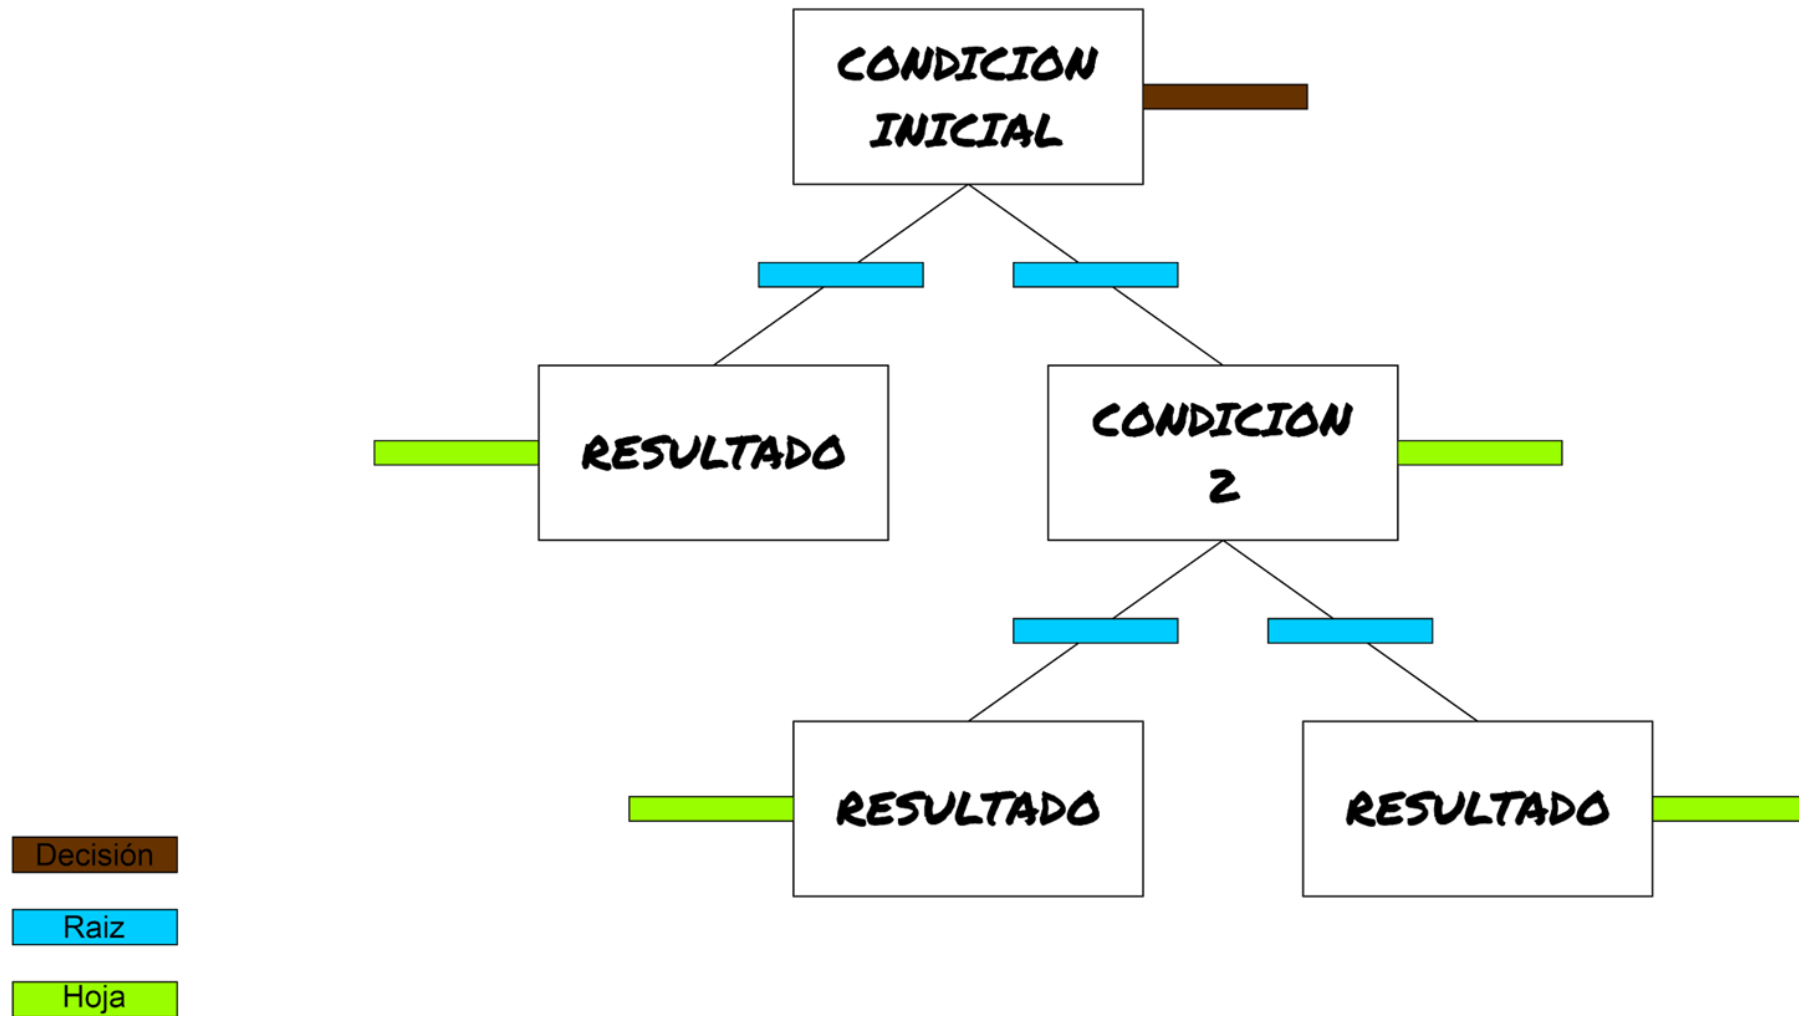 CONDICION
INICIAL
RESULTADO
CONDICION
2
RESULTADO
RESULTADO
Decisión
Raiz
Hoja